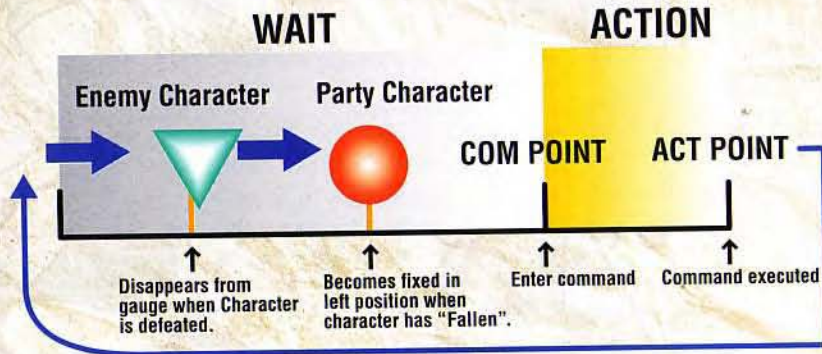 WAIT
ACTION
Enemy Character
Party Character
COM POINT
ACT POINT
Disappears from
gauge when Character
is defeated.
Becomes fixed in
left position when
character has "Fallen".
Enter command
Command executed